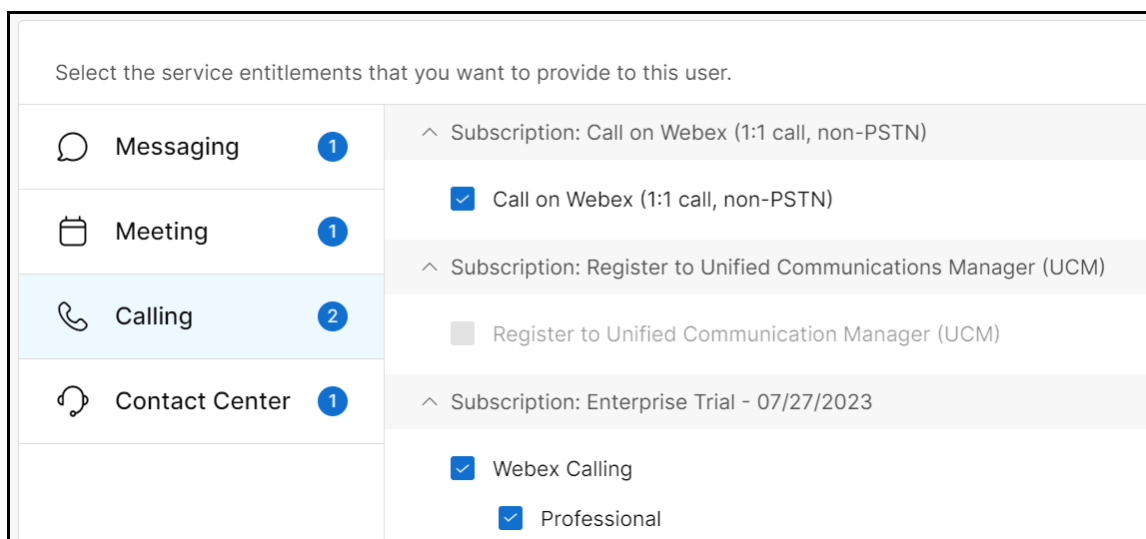 Select the service entitlements that you want to provide to this user.
Messaging 1
Meeting 1
Calling 2
Contact Center 1
Subscription: Call on Webex (1:1 call, non-PSTN)
Call on Webex (1:1 call, non-PSTN)
Subscription: Register to Unified Communications Manager (UCM)
Register to Unified Communication Manager (UCM)
Subscription: Enterprise Trial - 07/27/2023
Webex Calling
Professional